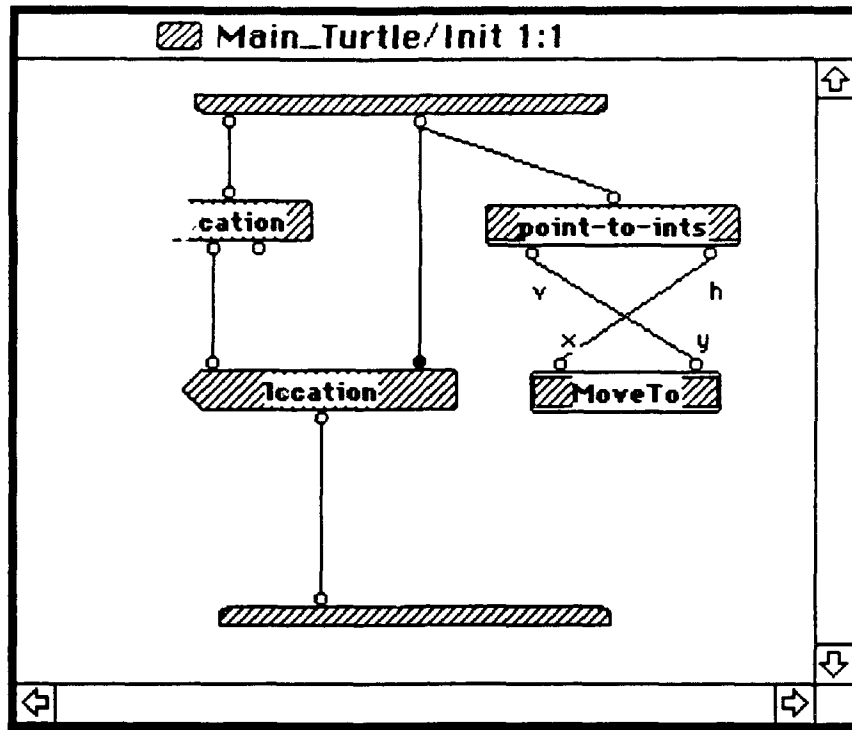 Main_Turtle/Init 1:1
cation
point-to-ints
v
h
x
y
location
MoveTo